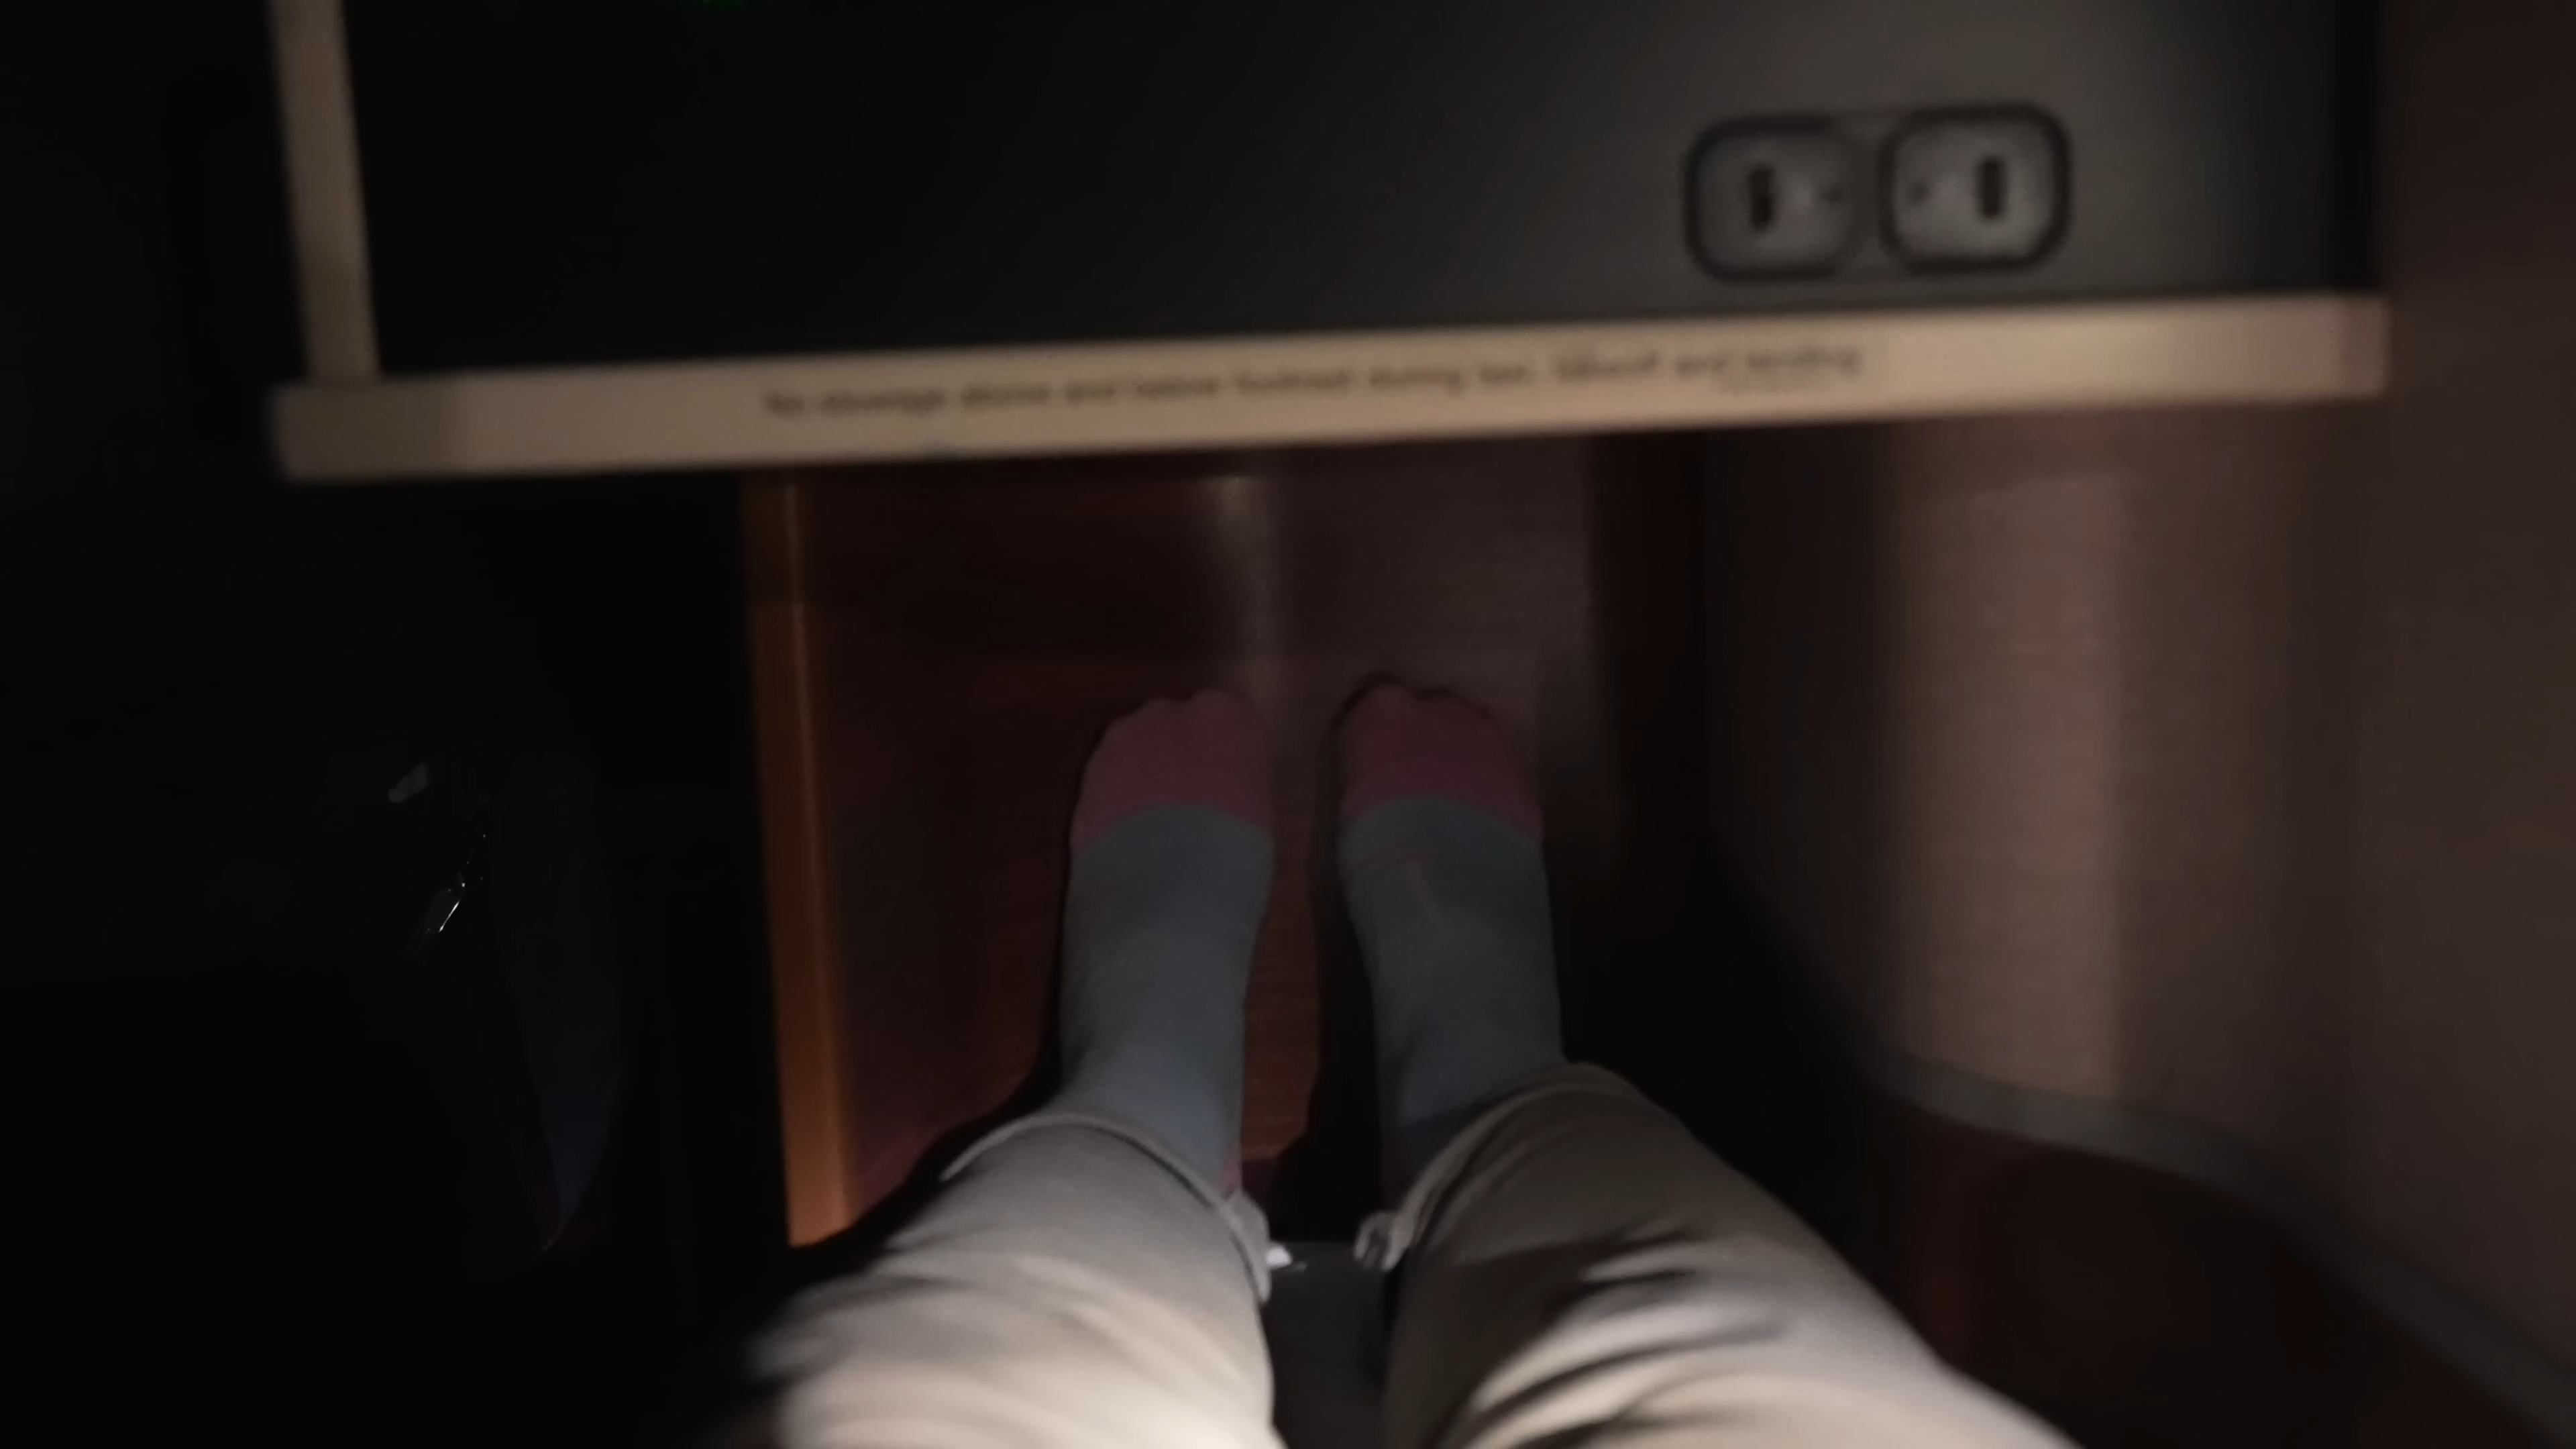 No stowage above and below footrest during taxi, takeoff and landing